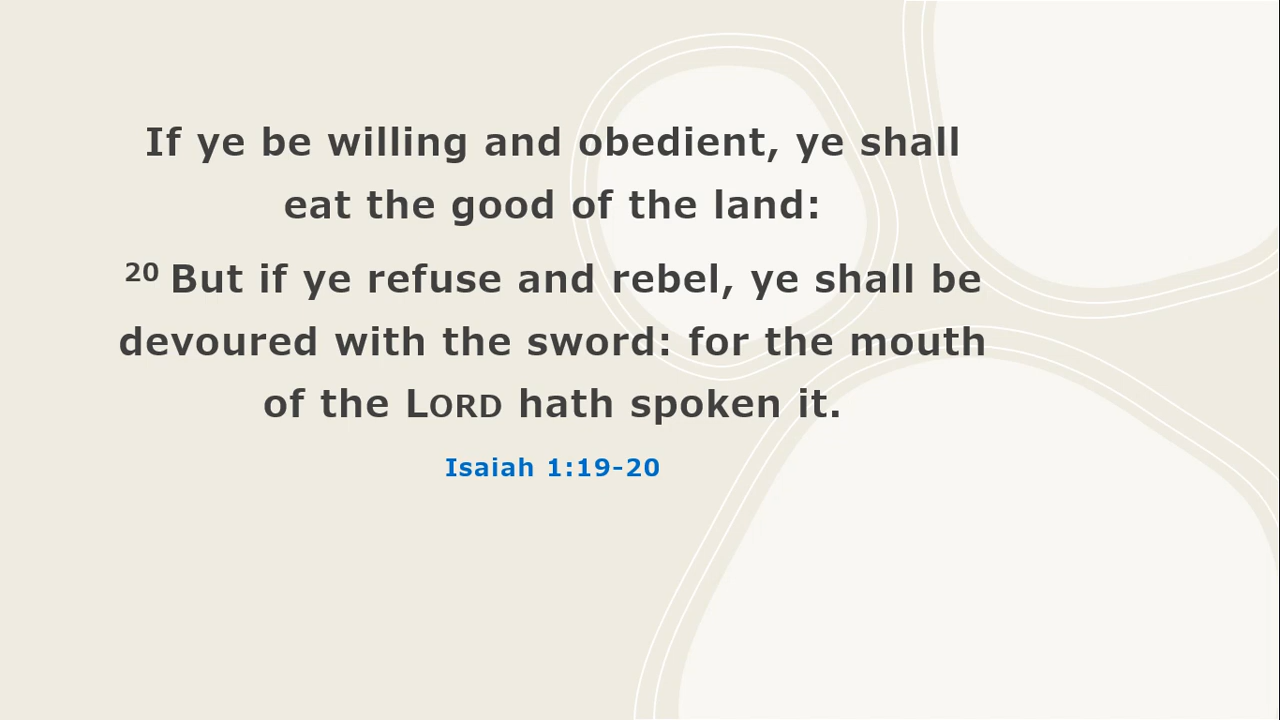 If ye be willing and obedient, ye shall
eat the good of the land:
20 But if ye refuse and rebel, ye shall be
devoured with the sword: for the mouth
of the LORD hath spoken it.
Isaiah 1:19-20